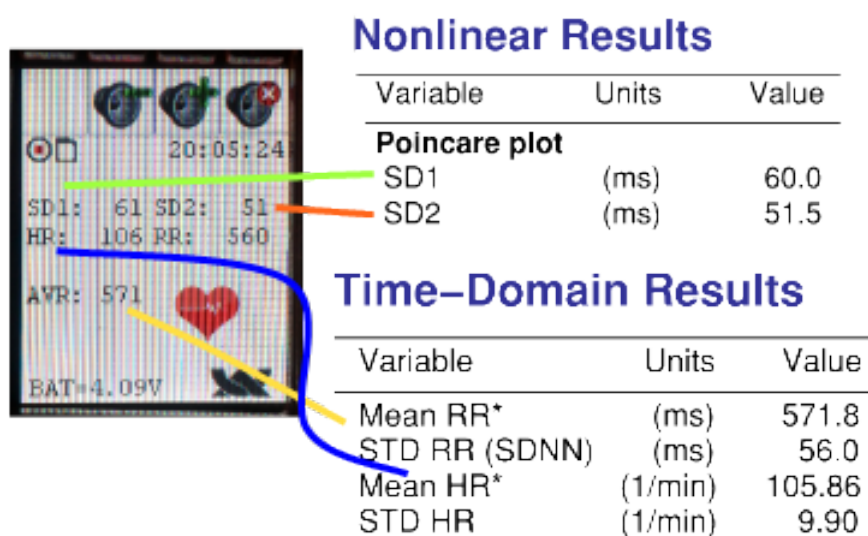 Nonlinear Results
Variable Units Value
Poincare plot
SD1 (ms) 60.0
SD2 (ms) 51.5
20:05:24
SD1: 61 SD2: 51
HR: 106 RR: 560
AVR: 571
BAT=4.09V
Time-Domain Results
Variable Units Value
Mean RR* (ms) 571.8
STD RR (SDNN) (ms) 56.0
Mean HR* (1/min) 105.86
STD HR (1/min) 9.90